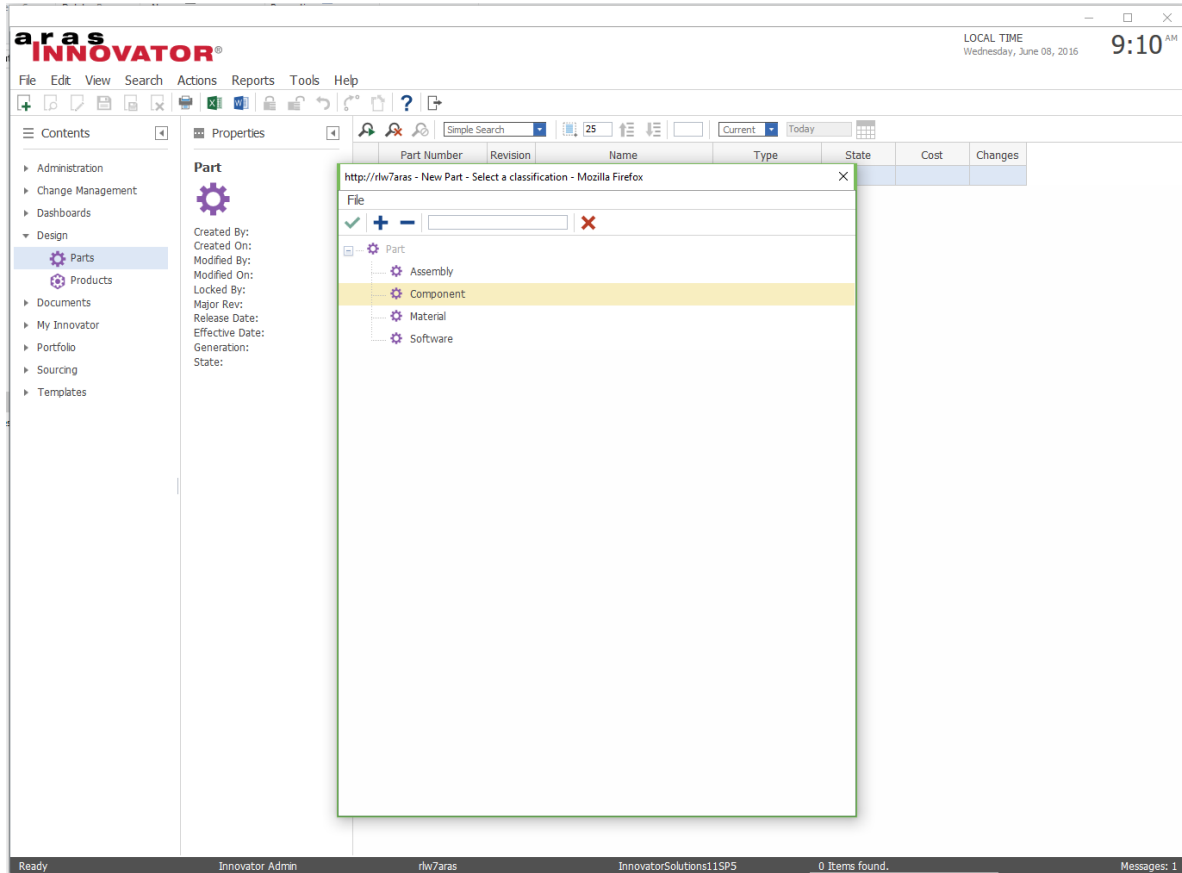 aras
INNOVATOR®
LOCAL TIME
Wednesday, June 08, 2016
9:10 AM
File Edit View Search Actions Reports Tools Help
Contents
Properties
Simple Search
25
Current
Today
Part Number Revision Name Type State Cost Changes
Administration
Change Management
Dashboards
Design
Parts
Products
Documents
My Innovator
Portfolio
Sourcing
Templates
Part
Created By:
Created On:
Modified By:
Modified On:
Locked By:
Major Rev:
Release Date:
Effective Date:
Generation:
State:
http://rlw7aras - New Part - Select a classification - Mozilla Firefox
File
Part
Assembly
Component
Material
Software
Ready Innovator Admin rlw7aras InnovatorSolutions11SP5 0 Items found. Messages: 1